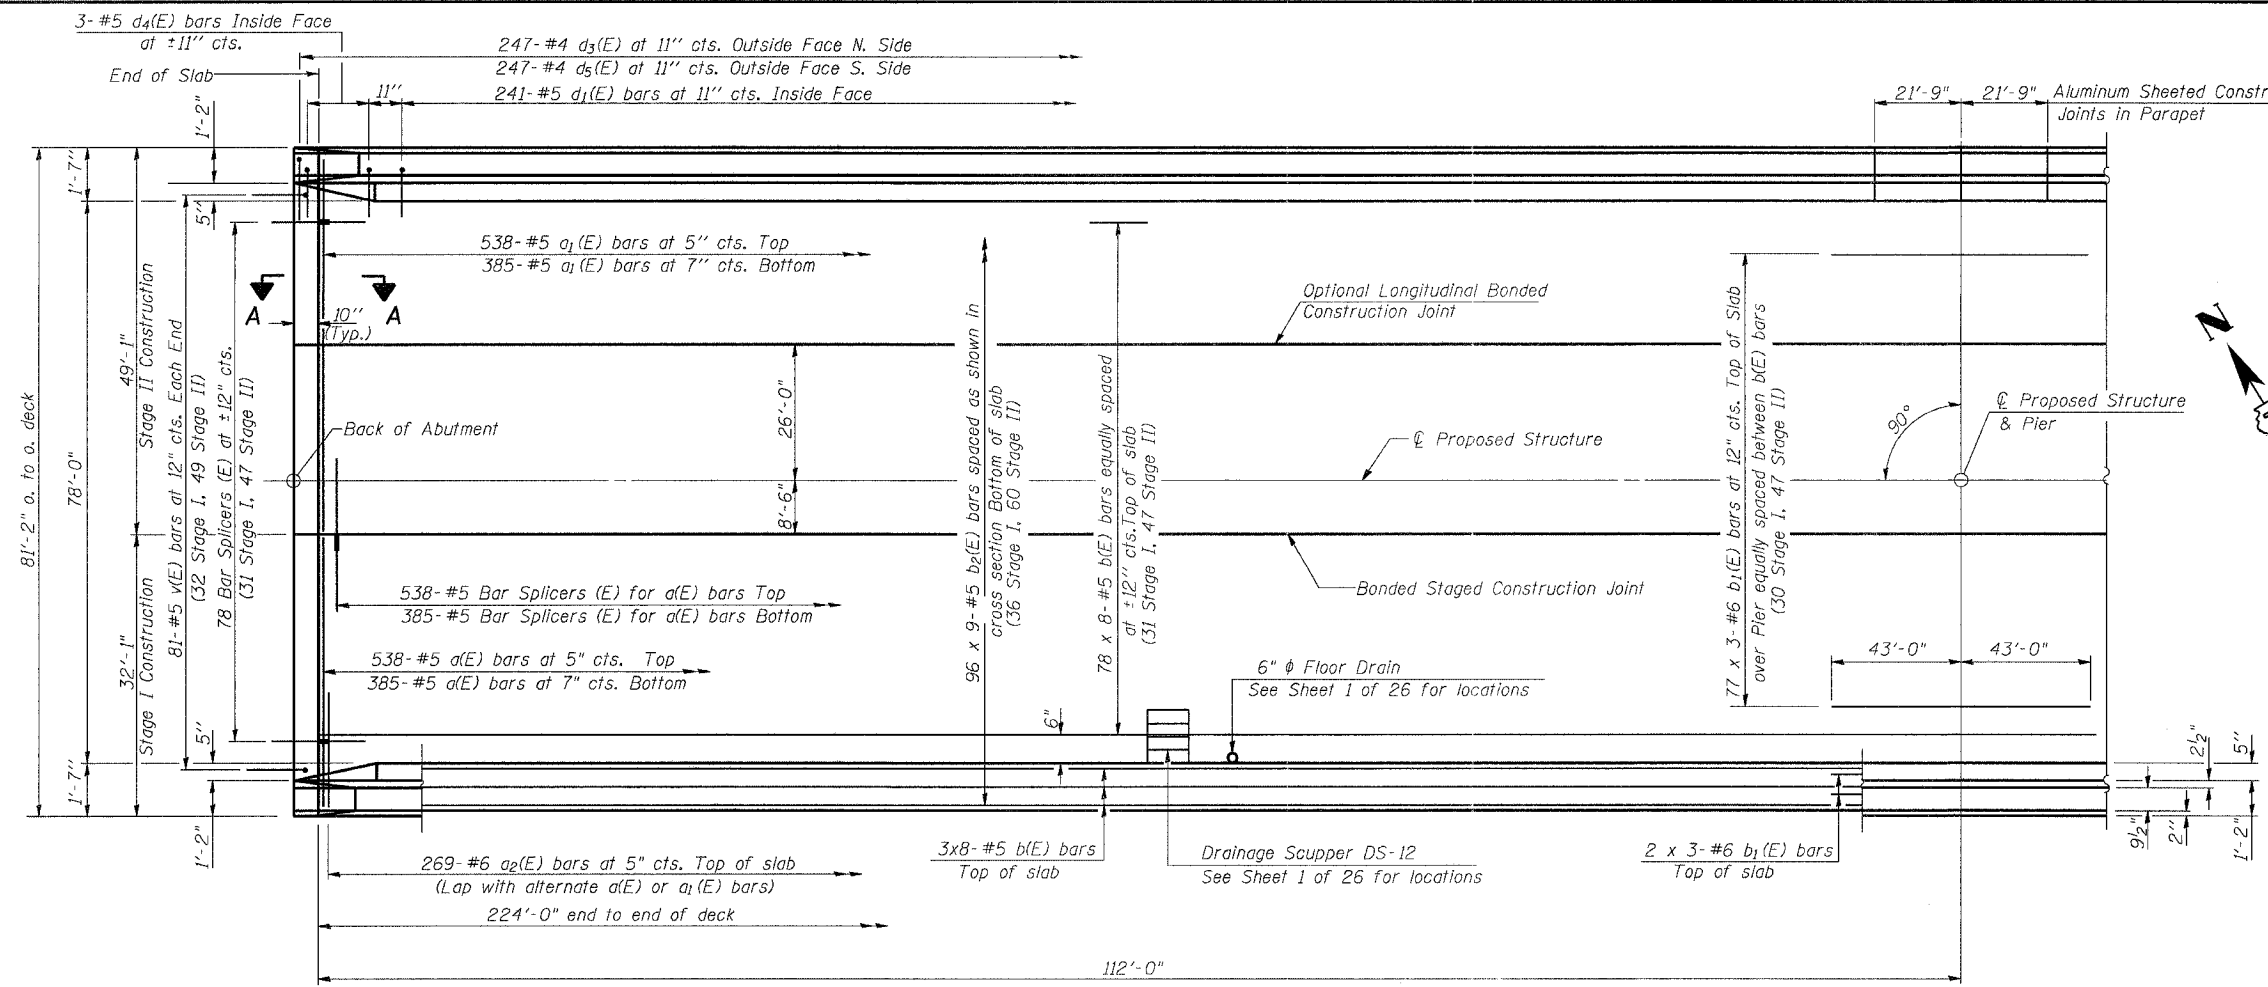 3- #5 d4(E) bars Inside Face
at ±11" cts.
End of Slab
247- #4 d3(E) at 11" cts. Outside Face N. Side
247- #4 d5(E) at 11" cts. Outside Face S. Side
241- #5 d1(E) bars at 11" cts. Inside Face
11"
21'-9"
21'-9"
Aluminum Sheeted Constr
Joints in Parapet
1'-2"
1'-7"
5"
538- #5 a1(E) bars at 5" cts. Top
385- #5 a1(E) bars at 7" cts. Bottom
A
A
10"
(Typ.)
Optional Longitudinal Bonded
Construction Joint
N
81'-2" o. to o. deck
78'-0"
49'-1"
Stage II Construction
32'-1"
Stage I Construction
81- #5 v(E) bars at 12" cts. Each End
(32 Stage I, 49 Stage II)
78 Bar Splicers (E) at ±12" cts.
(31 Stage I, 47 Stage II)
Back of Abutment
26'-0"
8'-6"
96 x 9- #5 b2(E) bars spaced as shown in
cross section Bottom of slab
(36 Stage I, 60 Stage II)
78 x 8- #5 b(E) bars equally spaced
at ±12" cts.Top of slab
(31 Stage I, 47 Stage II)
℄ Proposed Structure
77 x 3- #6 b1(E) bars at 12" cts. Top of Slab
over Pier equally spaced between b(E) bars
(30 Stage I, 47 Stage II)
90°
℄ Proposed Structure
& Pier
538- #5 Bar Splicers (E) for a(E) bars Top
385- #5 Bar Splicers (E) for a(E) bars Bottom
Bonded Staged Construction Joint
538- #5 a(E) bars at 5" cts. Top
385- #5 a(E) bars at 7" cts. Bottom
6" ϕ Floor Drain
See Sheet 1 of 26 for locations
43'-0"
43'-0"
6"
5"
1'-7"
1'-2"
2½"
5"
9½"
2"
1'-2"
269- #6 a2(E) bars at 5" cts. Top of slab
(Lap with alternate a(E) or a1(E) bars)
3x8- #5 b(E) bars
Top of slab
Drainage Scupper DS-12
See Sheet 1 of 26 for locations
2 x 3- #6 b1(E) bars
Top of slab
224'-0" end to end of deck
112'-0"